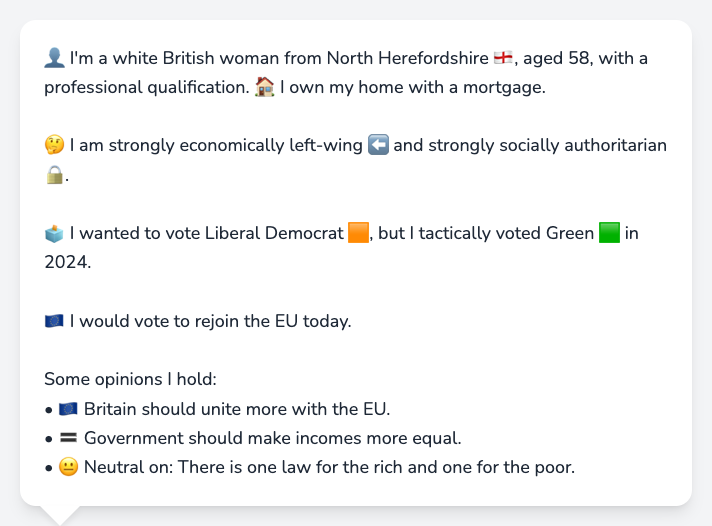 👤 I'm a white British woman from North Herefordshire 🏴󠁧󠁢󠁥󠁮󠁧󠁿, aged 58, with a
professional qualification. 🏠 I own my home with a mortgage.
🤔 I am strongly economically left-wing ⬅️ and strongly socially authoritarian
🔒.
🗳️ I wanted to vote Liberal Democrat 🟧, but I tactically voted Green 🟩 in
2024.
🇪🇺 I would vote to rejoin the EU today.
Some opinions I hold:
• 🇪🇺 Britain should unite more with the EU.
• 🟰 Government should make incomes more equal.
• 😐 Neutral on: There is one law for the rich and one for the poor.